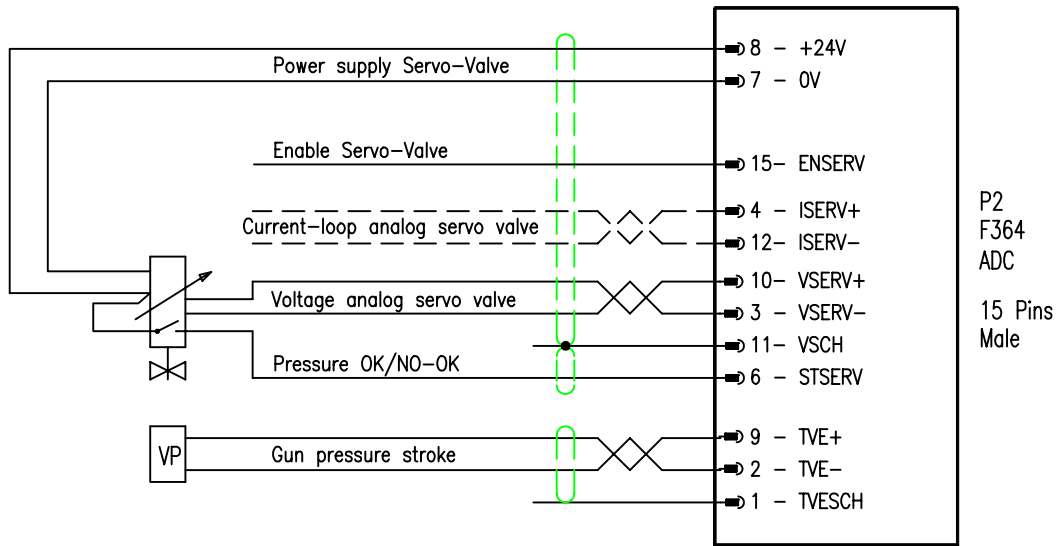 8 - +24V
Power supply Servo-Valve
7 - 0V
Enable Servo-Valve
15- ENSERV
4 - ISERV+
Current-loop analog servo valve
12- ISERV-
10- VSERV+
Voltage analog servo valve
3 - VSERV-
11- VSCH
Pressure OK/NO-OK
6 - STSERV
9 - TVE+
VP
Gun pressure stroke
2 - TVE-
1 - TVESCH
P2
F364
ADC
15 Pins
Male